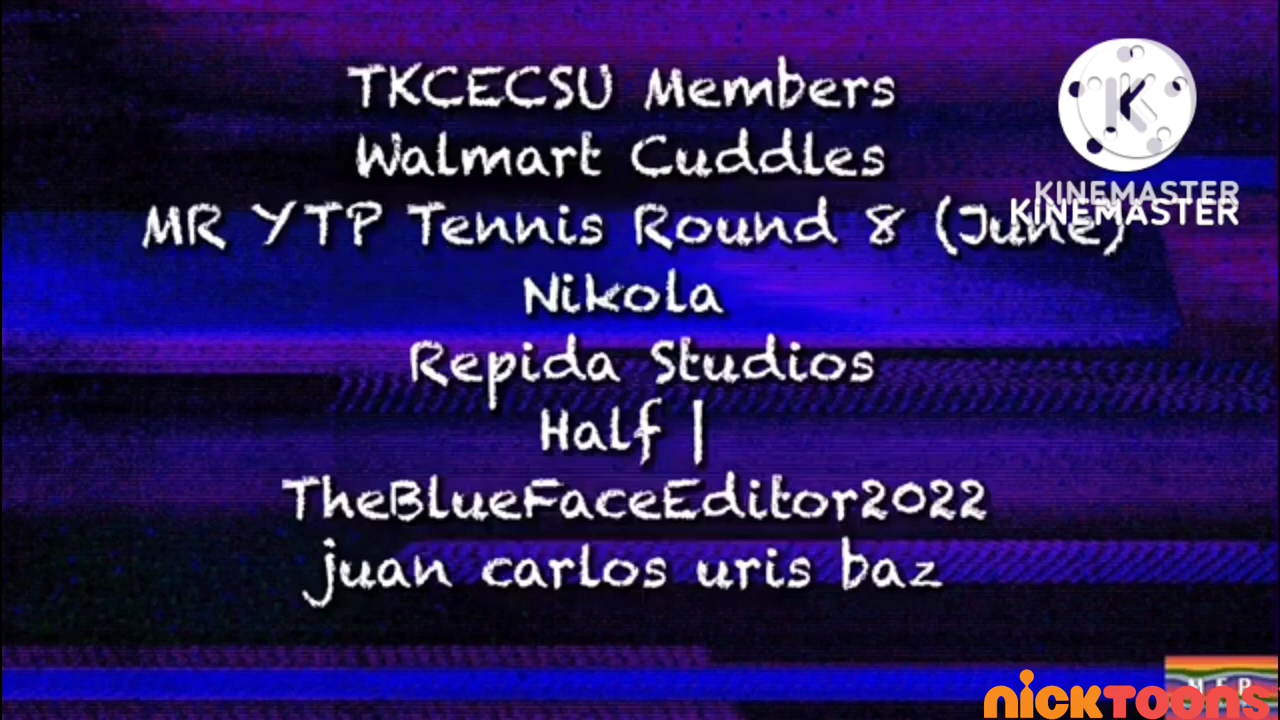 TKCECSU Members
Walmart Cuddles
MR YTP Tennis Round 8 (June)
Nikola
Repida Studios
Half |
TheBlueFaceEditor2022
juan carlos uris baz
K
KINEMASTER
KINEMASTER
MEP
nicktoons